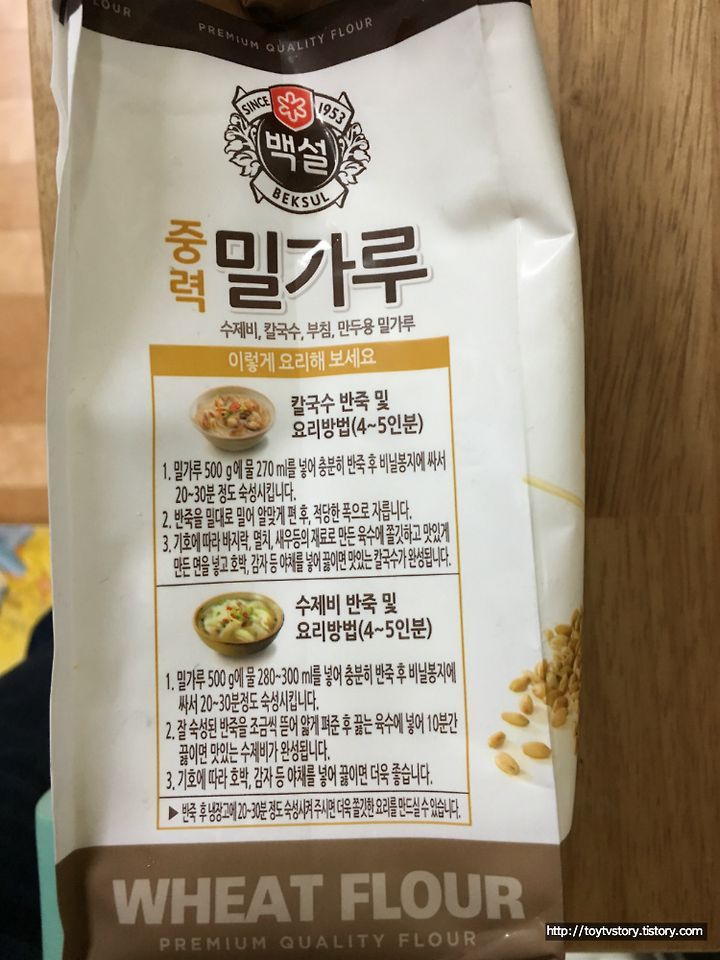 LOUR
PREMIUM QUALITY FLOUR
SINCE 1953
백설
BEKSUL
중력 밀가루
수제비, 칼국수, 부침, 만두용 밀가루
이렇게 요리해 보세요
칼국수 반죽 및
요리방법(4~5인분)
1. 밀가루 500 g에 물 270 ml를 넣어 충분히 반죽 후 비닐봉지에 싸서
20~30분 정도 숙성시킵니다.
2. 반죽을 밀대로 밀어 알맞게 편 후, 적당한 폭으로 자릅니다.
3. 기호에 따라 바지락, 멸치, 새우등의 재료로 만든 육수에 쫄깃하고 맛있게
만든 면을 넣고 호박, 감자 등 야채를 넣어 끓이면 맛있는 칼국수가 완성됩니다.
수제비 반죽 및
요리방법(4~5인분)
1. 밀가루 500 g에 물 280~300 ml를 넣어 충분히 반죽 후 비닐봉지에
싸서 20~30분정도 숙성시킵니다.
2. 잘 숙성된 반죽을 조금씩 뜯어 얇게 펴준 후 끓는 육수에 넣어 10분간
끓이면 맛있는 수제비가 완성됩니다.
3. 기호에 따라 호박, 감자 등 야채를 넣어 끓이면 더욱 좋습니다.
▶ 반죽 후 냉장고에 20~30분 정도 숙성시켜 주시면 더욱 쫄깃한 요리를 만드실 수 있습니다.
WHEAT FLOUR
PREMIUM QUALITY FLOUR
http://toytvstory.tistory.com